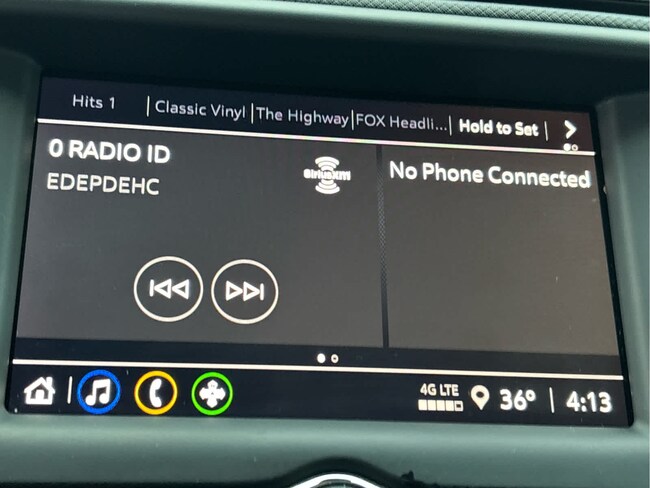 Hits 1 | Classic Vinyl | The Highway | FOX Headli... | Hold to Set |
0 RADIO ID
EDEPDEHC
SiriusXM
No Phone Connected
4G LTE
36° | 4:13